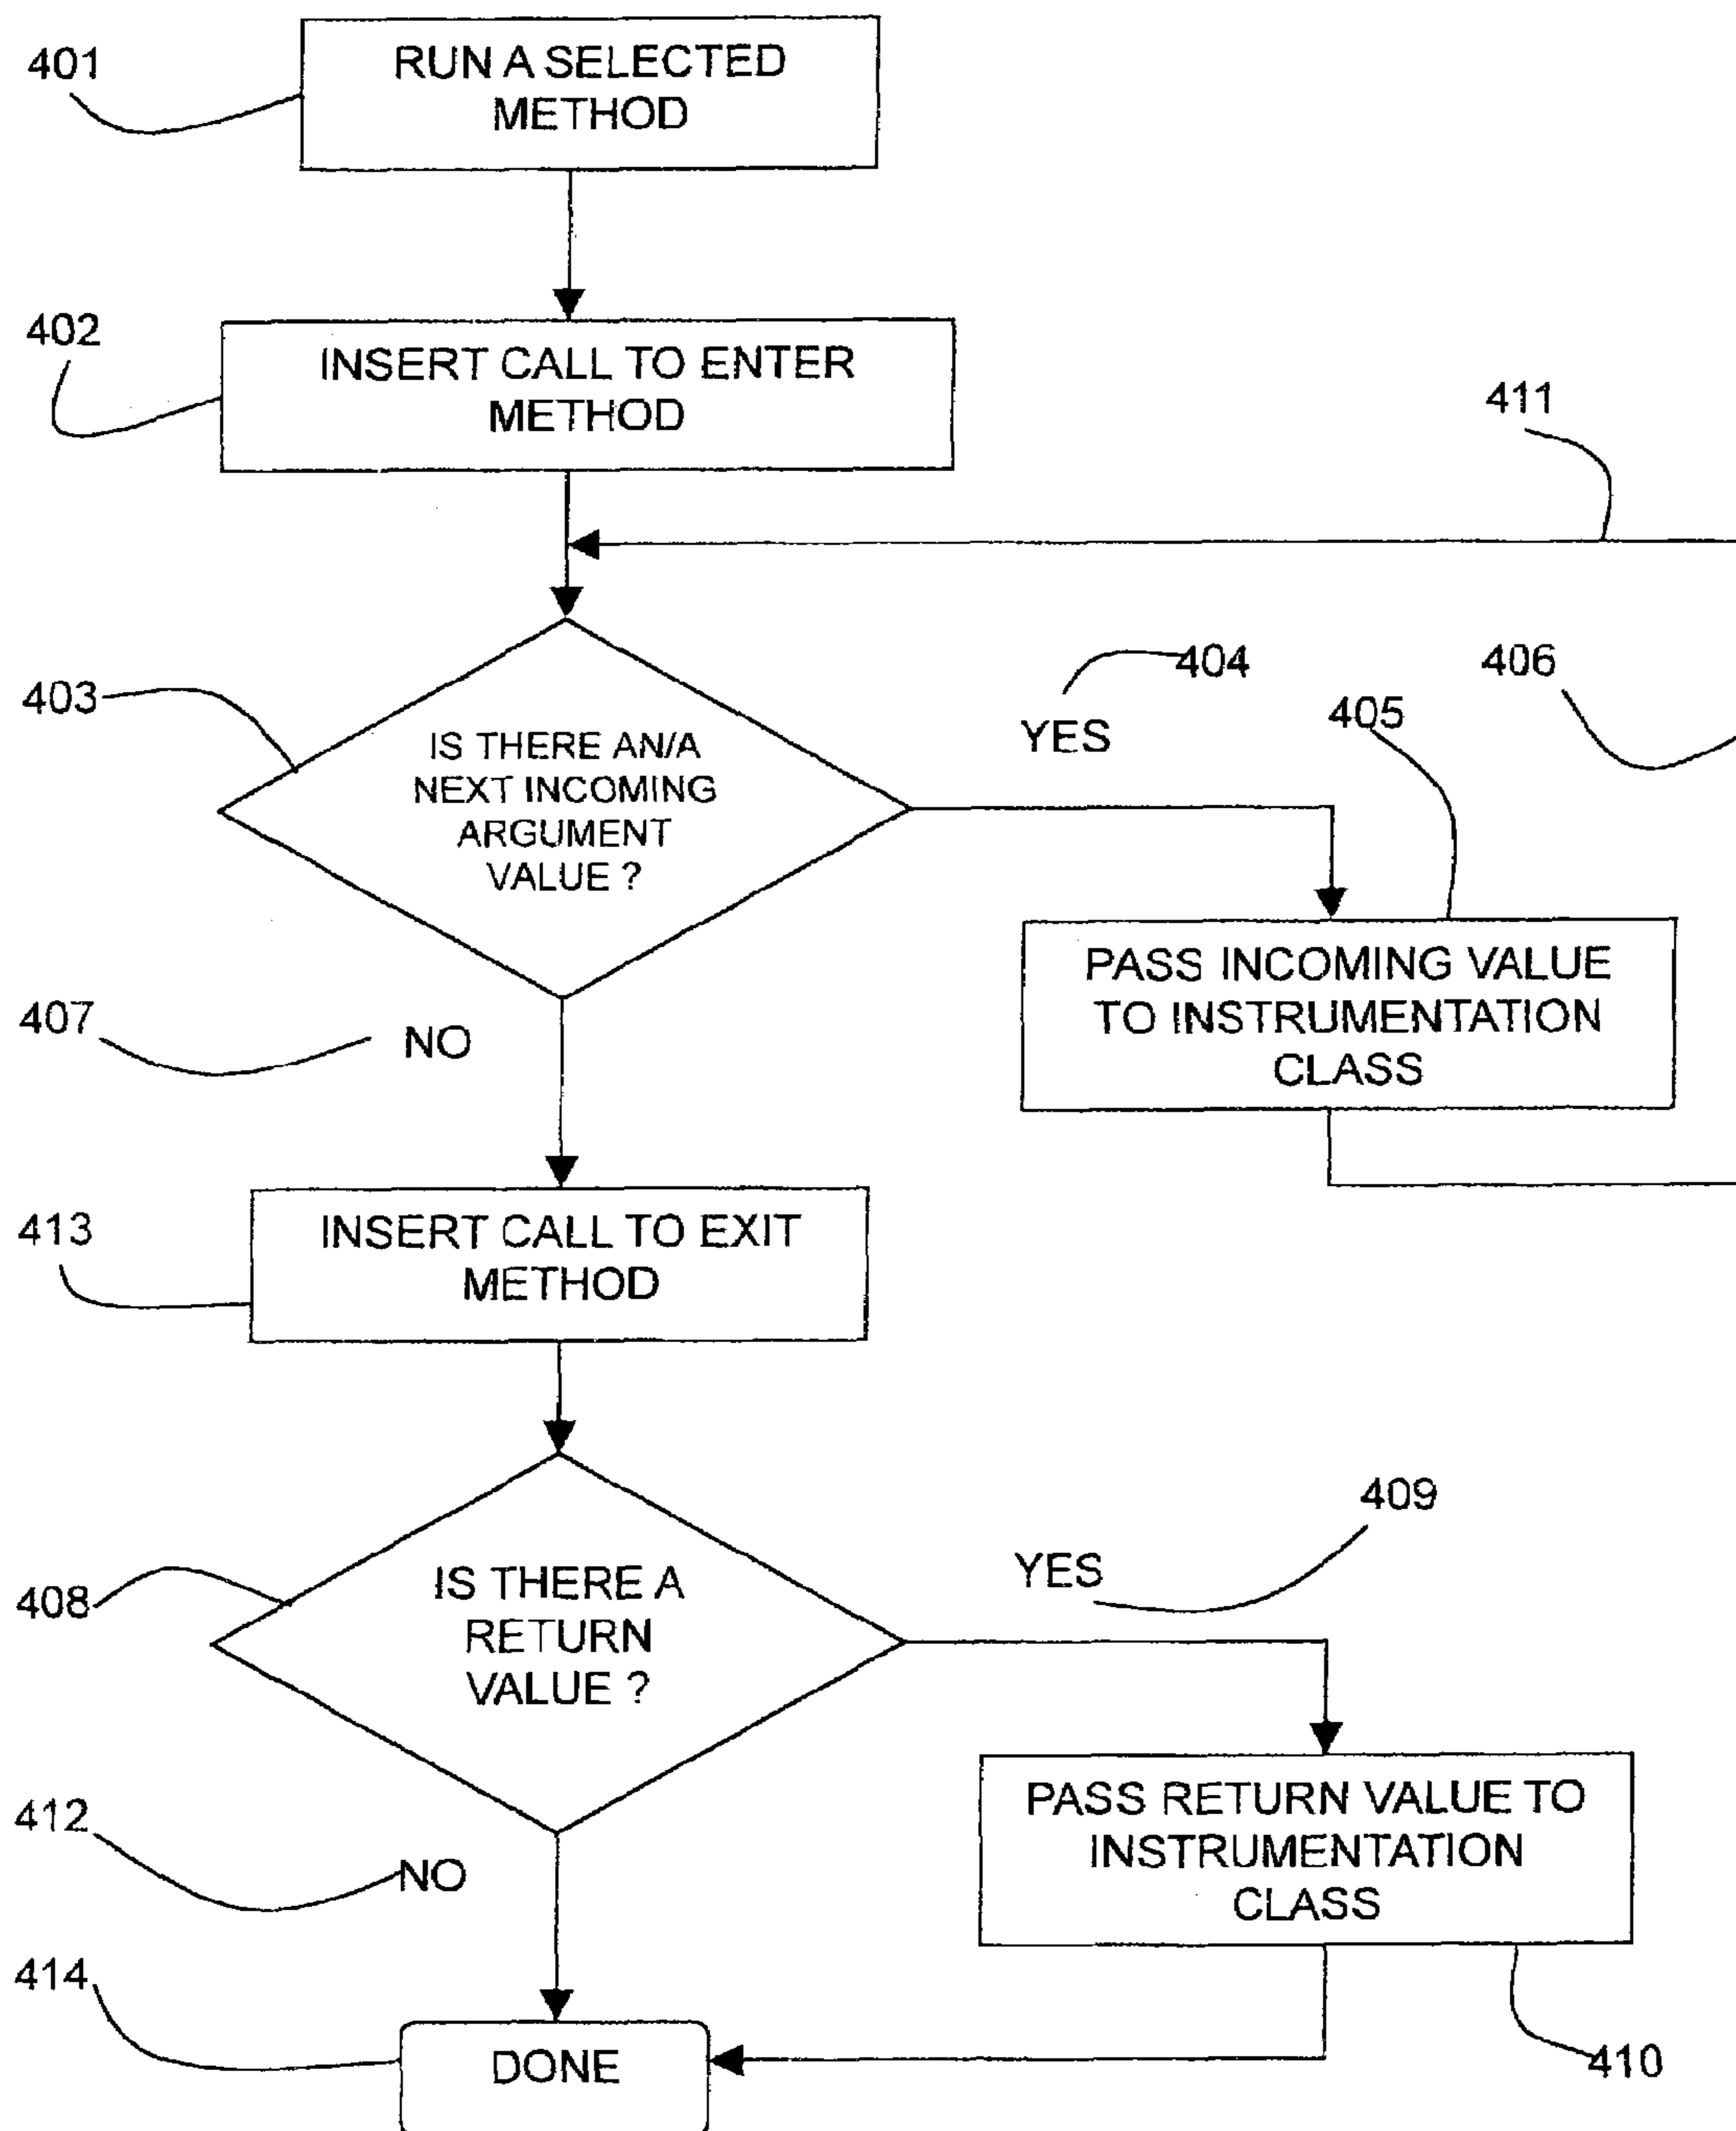 401
RUN A SELECTED
METHOD
402
INSERT CALL TO ENTER
METHOD
411
403
IS THERE AN/A
NEXT INCOMING
ARGUMENT
VALUE ?
404
YES
405
406
PASS INCOMING VALUE
TO INSTRUMENTATION
CLASS
407
NO
413
INSERT CALL TO EXIT
METHOD
408
IS THERE A
RETURN
VALUE ?
409
YES
PASS RETURN VALUE TO
INSTRUMENTATION
CLASS
410
412
NO
414
DONE